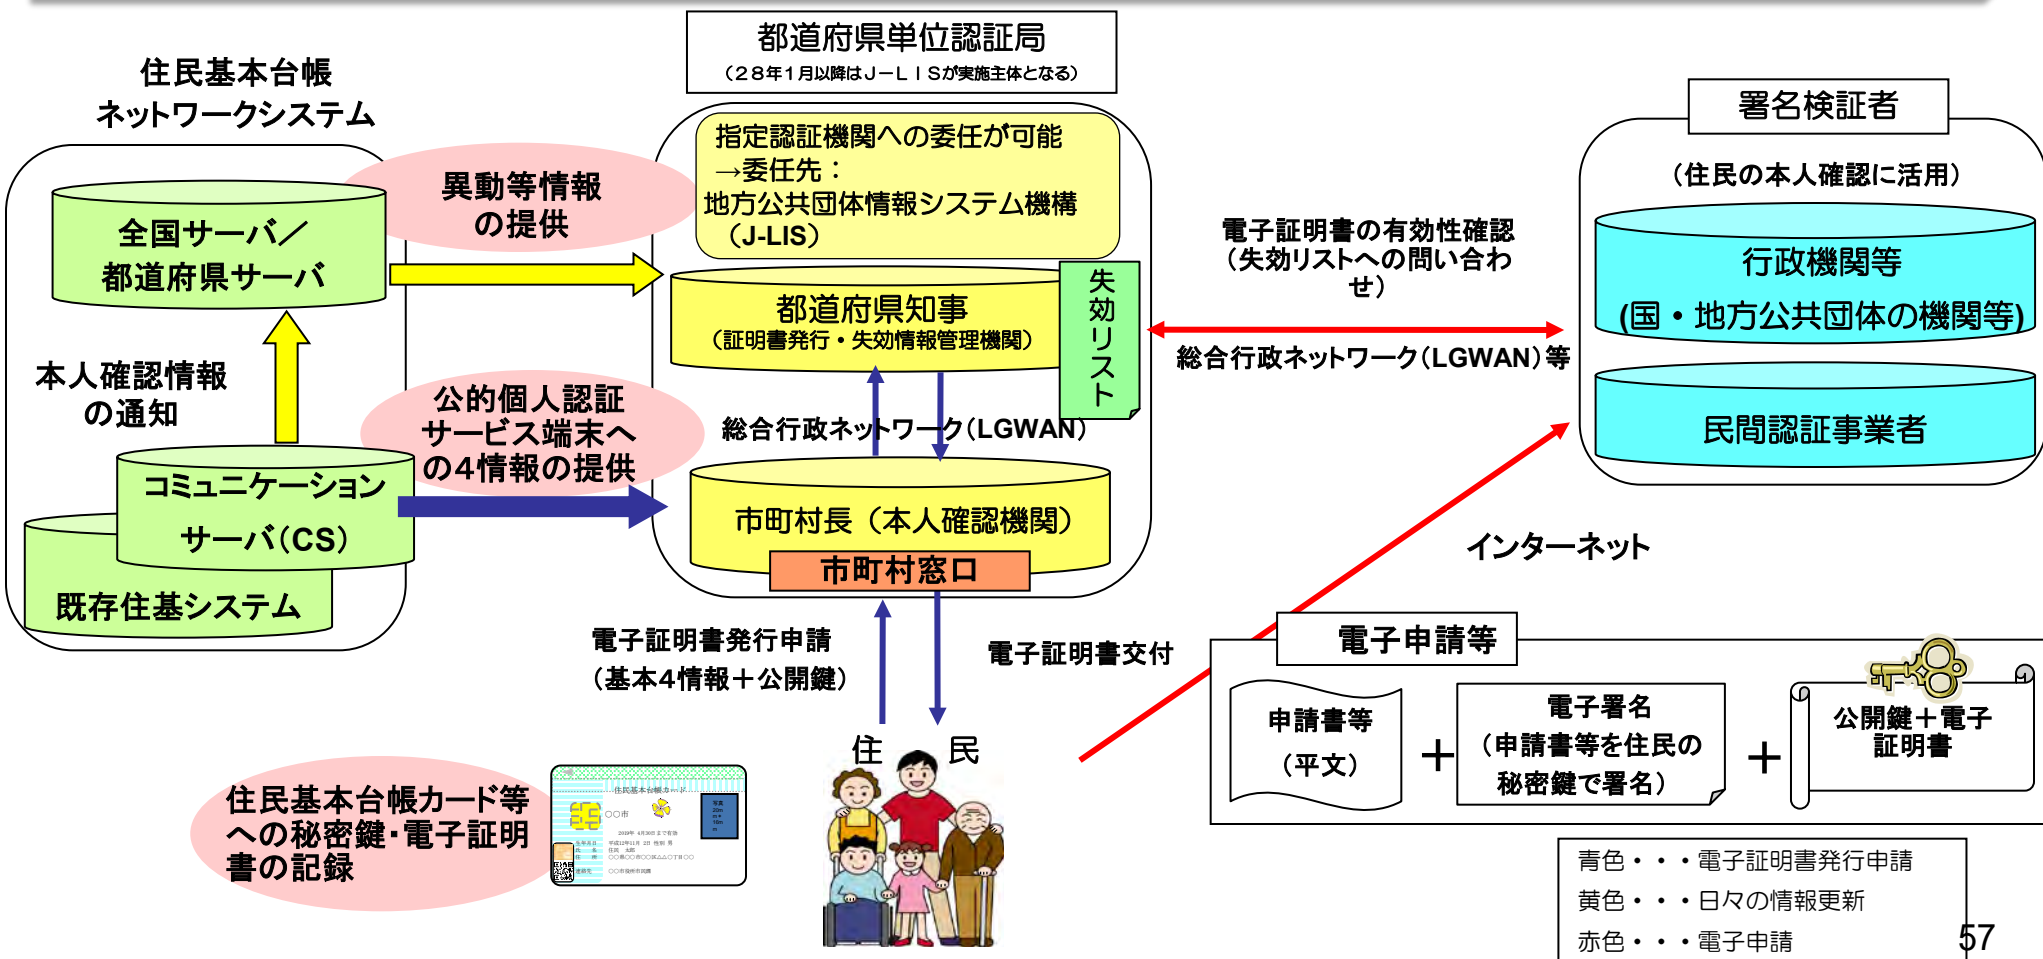 都道府県単位認証局
（２８年１月以降はＪ－ＬＩＳが実施主体となる）
住民基本台帳
ネットワークシステム
署名検証者
（住民の本人確認に活用）
指定認証機関への委任が可能
→委任先：
地方公共団体情報システム機構
（J-LIS）
異動等情報
の提供
全国サーバ／
都道府県サーバ
電子証明書の有効性確認
（失効リストへの問い合わ
せ）
行政機関等
(国・地方公共団体の機関等)
失効リスト
都道府県知事
（証明書発行・失効情報管理機関）
総合行政ネットワーク（LGWAN）等
本人確認情報
の通知
公的個人認証
サービス端末へ
の４情報の提供
総合行政ネットワーク（LGWAN）
民間認証事業者
コミュニケーション
サーバ（CS）
市町村長（本人確認機関）
市町村窓口
インターネット
既存住基システム
電子証明書発行申請
（基本４情報＋公開鍵）
電子証明書交付
電子申請等
申請書等
（平文）
＋
電子署名
（申請書等を住民の
秘密鍵で署名）
＋
公開鍵＋電子
証明書
住　民
住民基本台帳カード等
への秘密鍵・電子証明
書の記録
住民基本台帳カード
〇〇市
写真
青色・・・電子証明書発行申請
黄色・・・日々の情報更新
赤色・・・電子申請
57